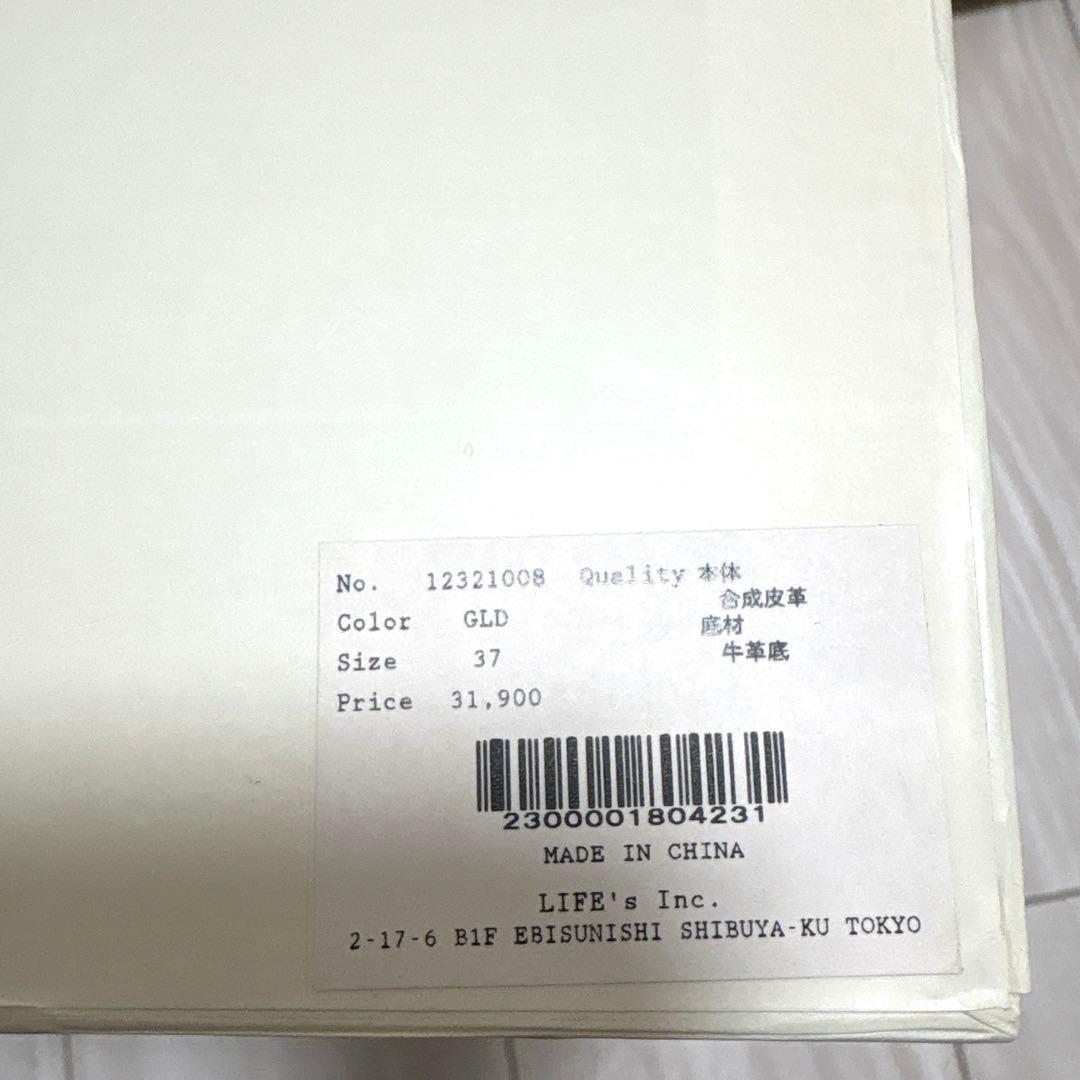 No. 12321008 Quality 本体
合成皮革
Color GLD 底材
牛革底
Size 37
Price 31,900
2300001804231
MADE IN CHINA
LIFE's Inc.
2-17-6 B1F EBISUNISHI SHIBUYA-KU TOKYO